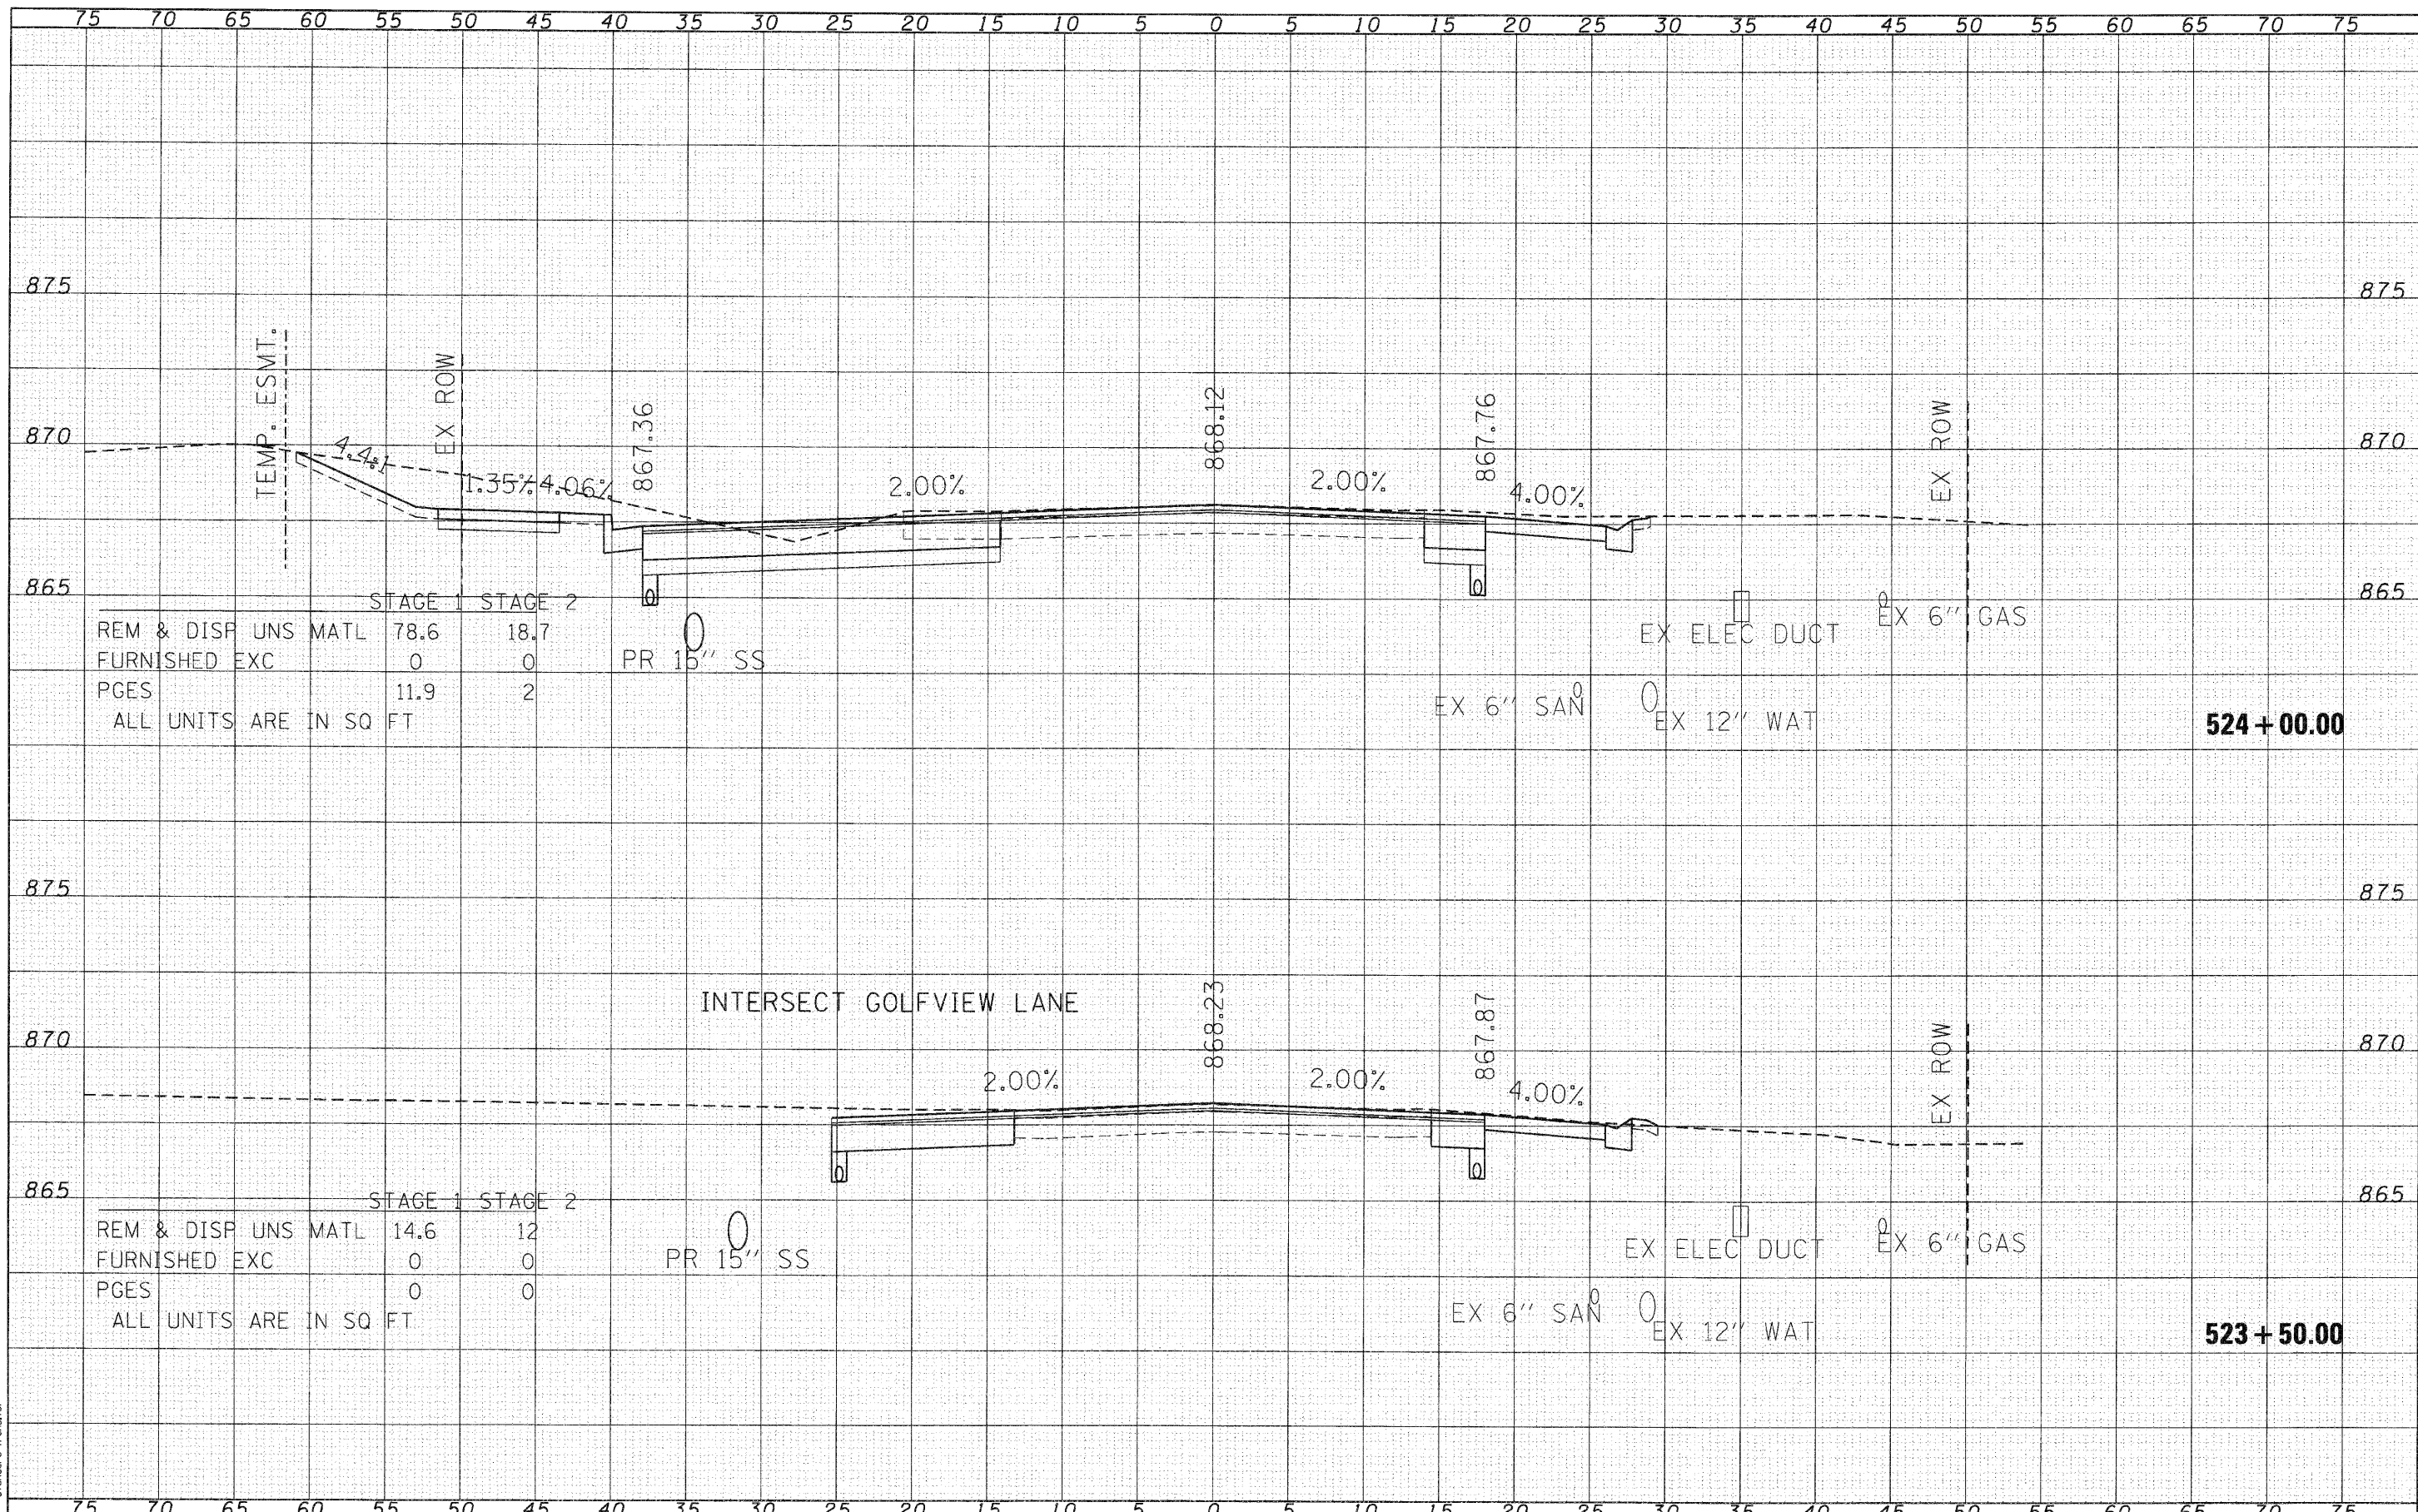 75 70 65 60 55 50 45 40 35 30 25 20 15 10 5 0 5 10 15 20 25 30 35 40 45 50 55 60 65 70 75
875 875
TEMP. ESMT.
EX ROW
867.36
868.12
867.76
EX ROW
870 870
4.4:1
1.35% 4.06%
2.00%
2.00%
4.00%
865 865
STAGE 1 STAGE 2
REM & DISP UNS MATL 78.6 18.7
FURNISHED EXC 0 0
PGES 11.9 2
ALL UNITS ARE IN SQ FT
PR 15'' SS
EX ELEC DUCT
EX 6'' GAS
EX 6'' SAN
EX 12'' WAT
524+00.00
875 875
INTERSECT GOLFVIEW LANE
868.23
867.87
EX ROW
870 870
2.00%
2.00%
4.00%
865 865
STAGE 1 STAGE 2
REM & DISP UNS MATL 14.6 12
FURNISHED EXC 0 0
PGES 0 0
ALL UNITS ARE IN SQ FT
PR 15'' SS
EX ELEC DUCT
EX 6'' GAS
EX 6'' SAN
EX 12'' WAT
523+50.00
75 70 65 60 55 50 45 40 35 30 25 20 15 10 5 0 5 10 15 20 25 30 35 40 45 50 55 60 65 70 75